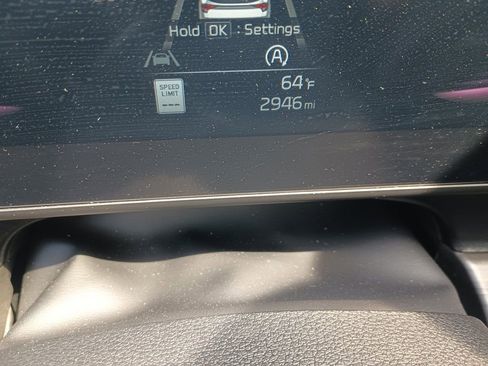 Hold OK : Settings
A
SPEED
LIMIT
---
64°F
2946 mi